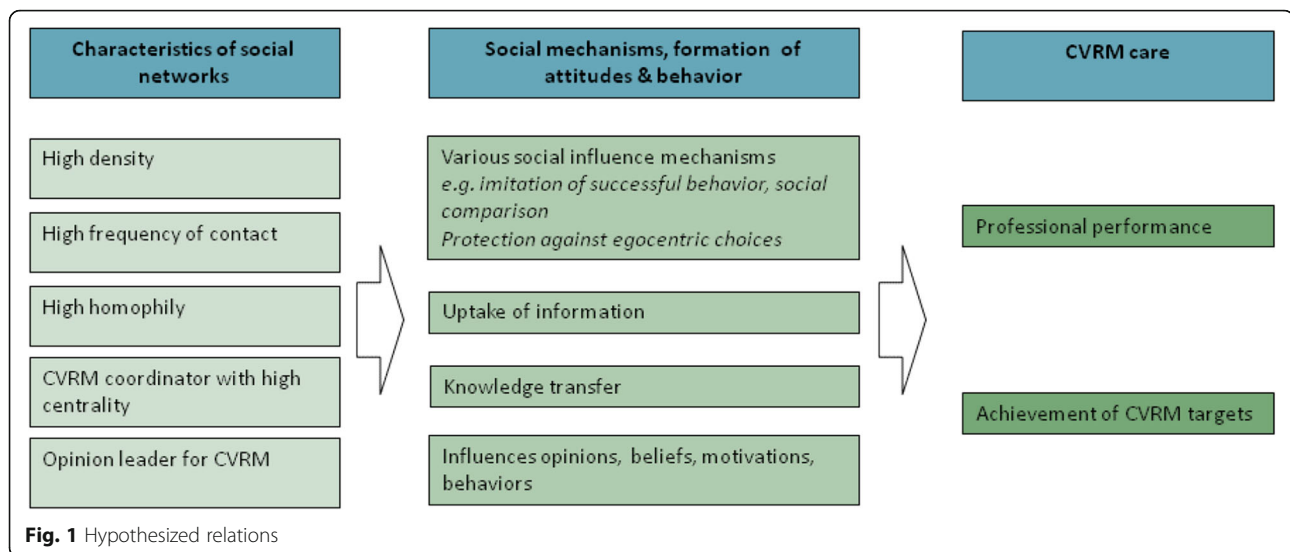 Characteristics of social
networks
High density
High frequency of contact
High homophily
CVRM coordinator with high
centrality
Opinion leader for CVRM
Social mechanisms, formation of
attitudes & behavior
Various social influence mechanisms
e.g. imitation of successful behavior, social
comparison
Protection against egocentric choices
Uptake of information
Knowledge transfer
Influences opinions, beliefs, motivations,
behaviors
CVRM care
Professional performance
Achievement of CVRM targets
Fig. 1 Hypothesized relations